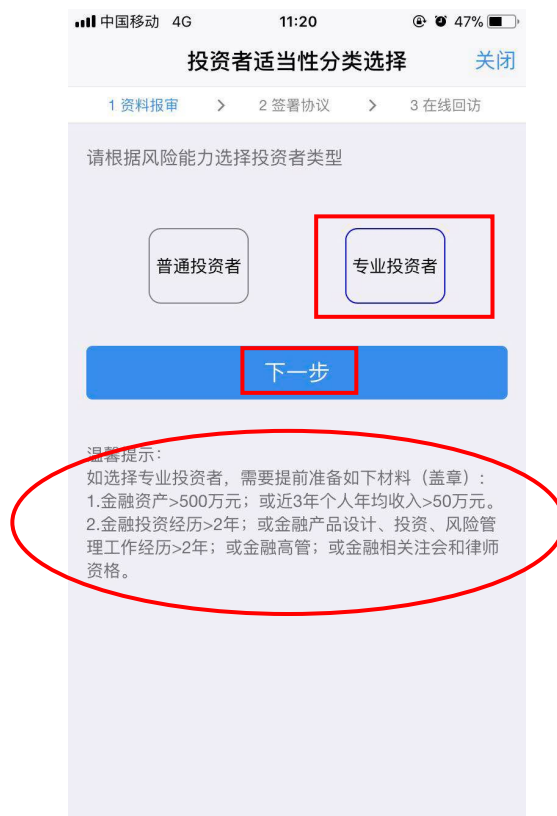 中国移动 4G 11:20 47%
投资者适当性分类选择 关闭
1 资料报审 > 2 签署协议 > 3 在线回访
请根据风险能力选择投资者类型
普通投资者 专业投资者
下一步
温馨提示：
如选择专业投资者，需要提前准备如下材料（盖章）：
1.金融资产>500万元；或近3年个人年均收入>50万元。
2.金融投资经历>2年；或金融产品设计、投资、风险管
理工作经历>2年；或金融高管；或金融相关注会和律师
资格。